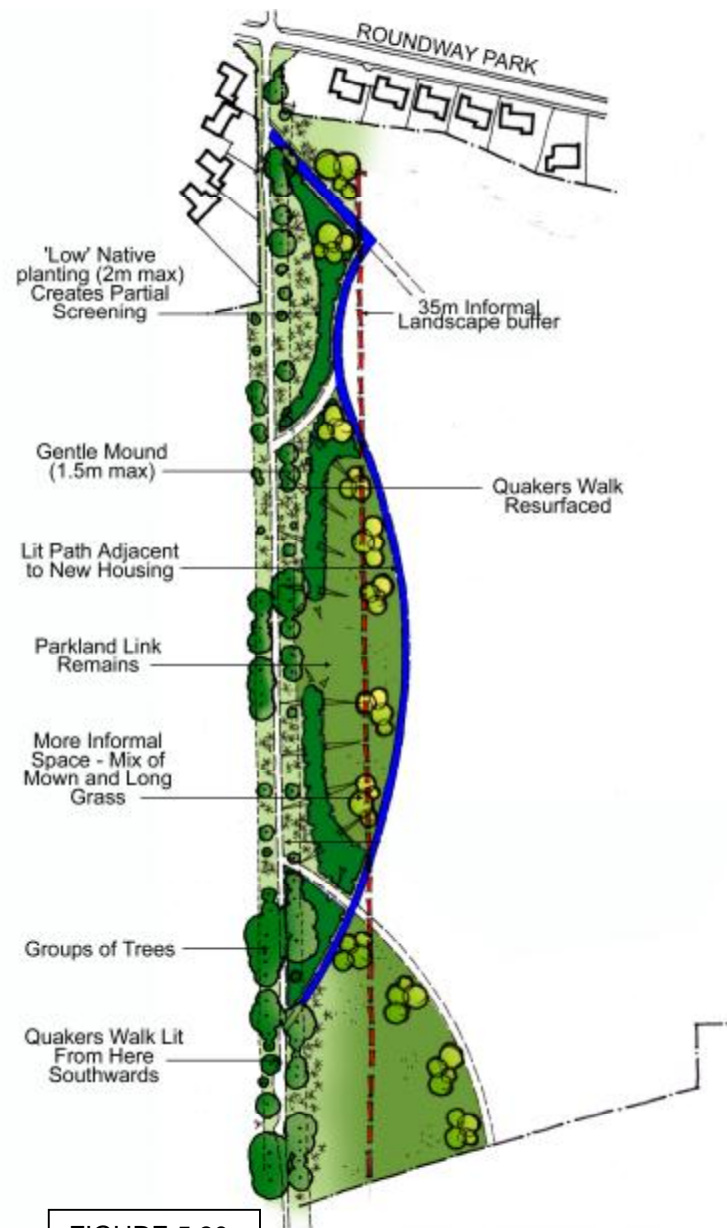 ROUNDWAY PARK
'Low' Native
planting (2m max)
Creates Partial
Screening
35m Informal
Landscape buffer
Gentle Mound
(1.5m max)
Quakers Walk
Resurfaced
Lit Path Adjacent
to New Housing
Parkland Link
Remains
More Informal
Space - Mix of
Mown and Long
Grass
Groups of Trees
Quakers Walk Lit
From Here
Southwards
FIGURE